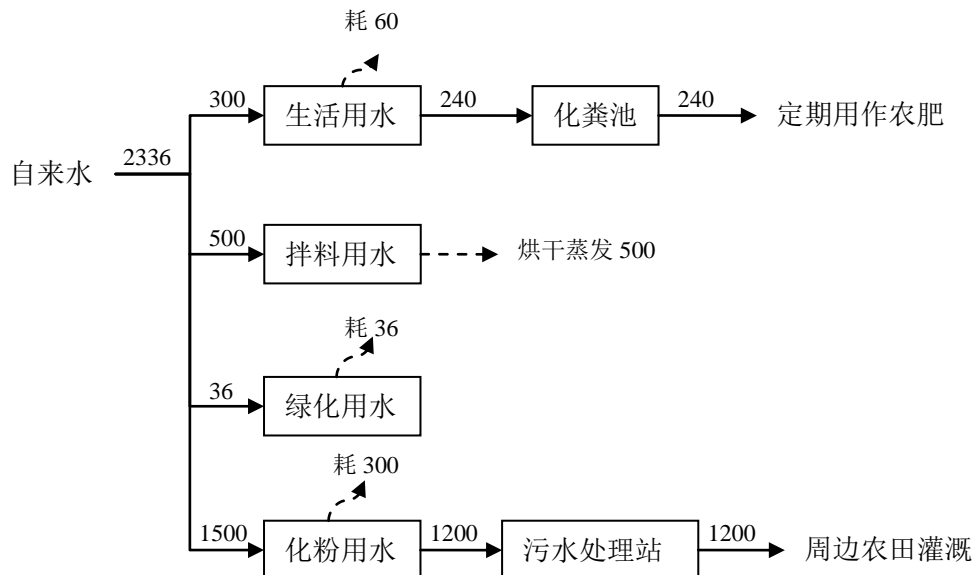 耗 60
300
生活用水
240
化粪池
240
定期用作农肥
自来水
2336
500
拌料用水
烘干蒸发 500
耗 36
36
绿化用水
耗 300
1500
化粉用水
1200
污水处理站
1200
周边农田灌溉